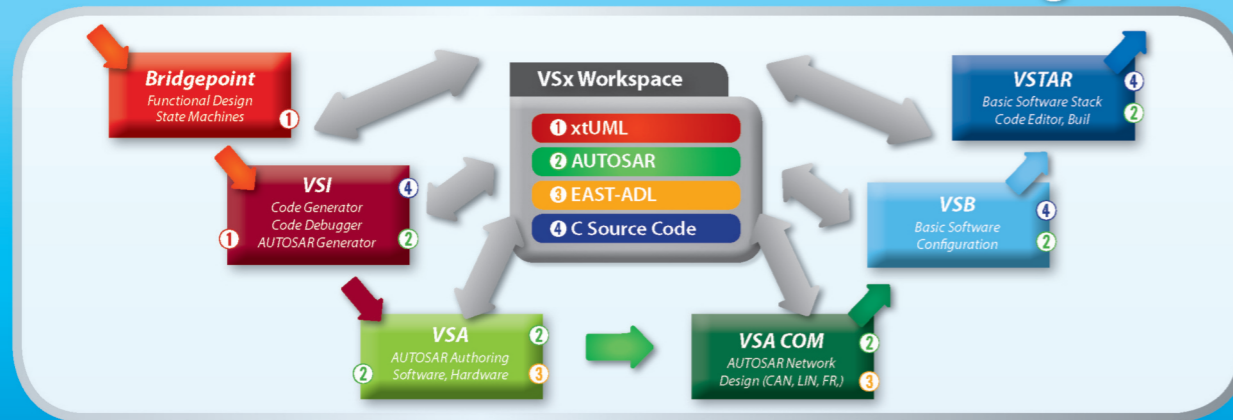 Bridgepoint
Functional Design
State Machines
1
VSI
4
Code Generator
Code Debugger
1 AUTOSAR Generator 2
VSA
2
AUTOSAR Authoring
2 Software, Hardware 3
VSx Workspace
1 xtUML
2 AUTOSAR
3 EAST-ADL
4 C Source Code
VSA COM
2
AUTOSAR Network
Design (CAN, LIN, FR,)
3
VSB
4
Basic Software
Configuration
2
VSTAR
4
Basic Software Stack
Code Editor, Buil
2